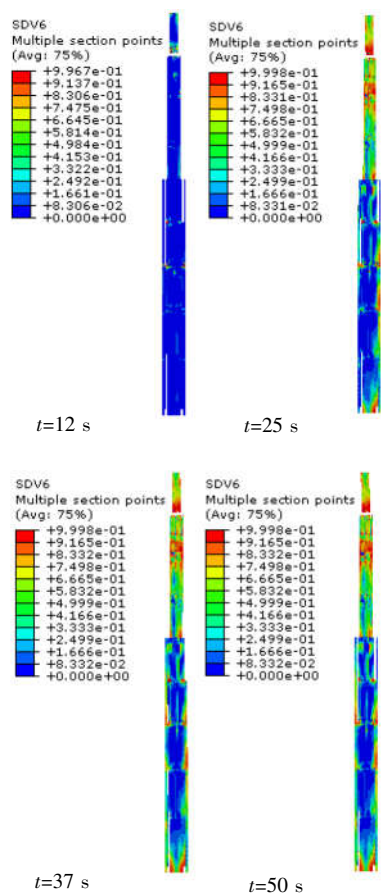 SDV6
Multiple section points
(Avg: 75%)
+9.967e-01
+9.137e-01
+8.306e-01
+7.475e-01
+6.645e-01
+5.814e-01
+4.984e-01
+4.153e-01
+3.322e-01
+2.492e-01
+1.661e-01
+8.306e-02
+0.000e+00
t=12 s
SDV6
Multiple section points
(Avg: 75%)
+9.998e-01
+9.165e-01
+8.331e-01
+7.498e-01
+6.665e-01
+5.832e-01
+4.999e-01
+4.166e-01
+3.333e-01
+2.499e-01
+1.666e-01
+8.331e-02
+0.000e+00
t=25 s
SDV6
Multiple section points
(Avg: 75%)
+9.998e-01
+9.165e-01
+8.332e-01
+7.498e-01
+6.665e-01
+5.832e-01
+4.999e-01
+4.166e-01
+3.333e-01
+2.499e-01
+1.666e-01
+8.332e-02
+0.000e+00
t=37 s
SDV6
Multiple section points
(Avg: 75%)
+9.998e-01
+9.165e-01
+8.332e-01
+7.498e-01
+6.665e-01
+5.832e-01
+4.999e-01
+4.166e-01
+3.333e-01
+2.499e-01
+1.666e-01
+8.332e-02
+0.000e+00
t=50 s